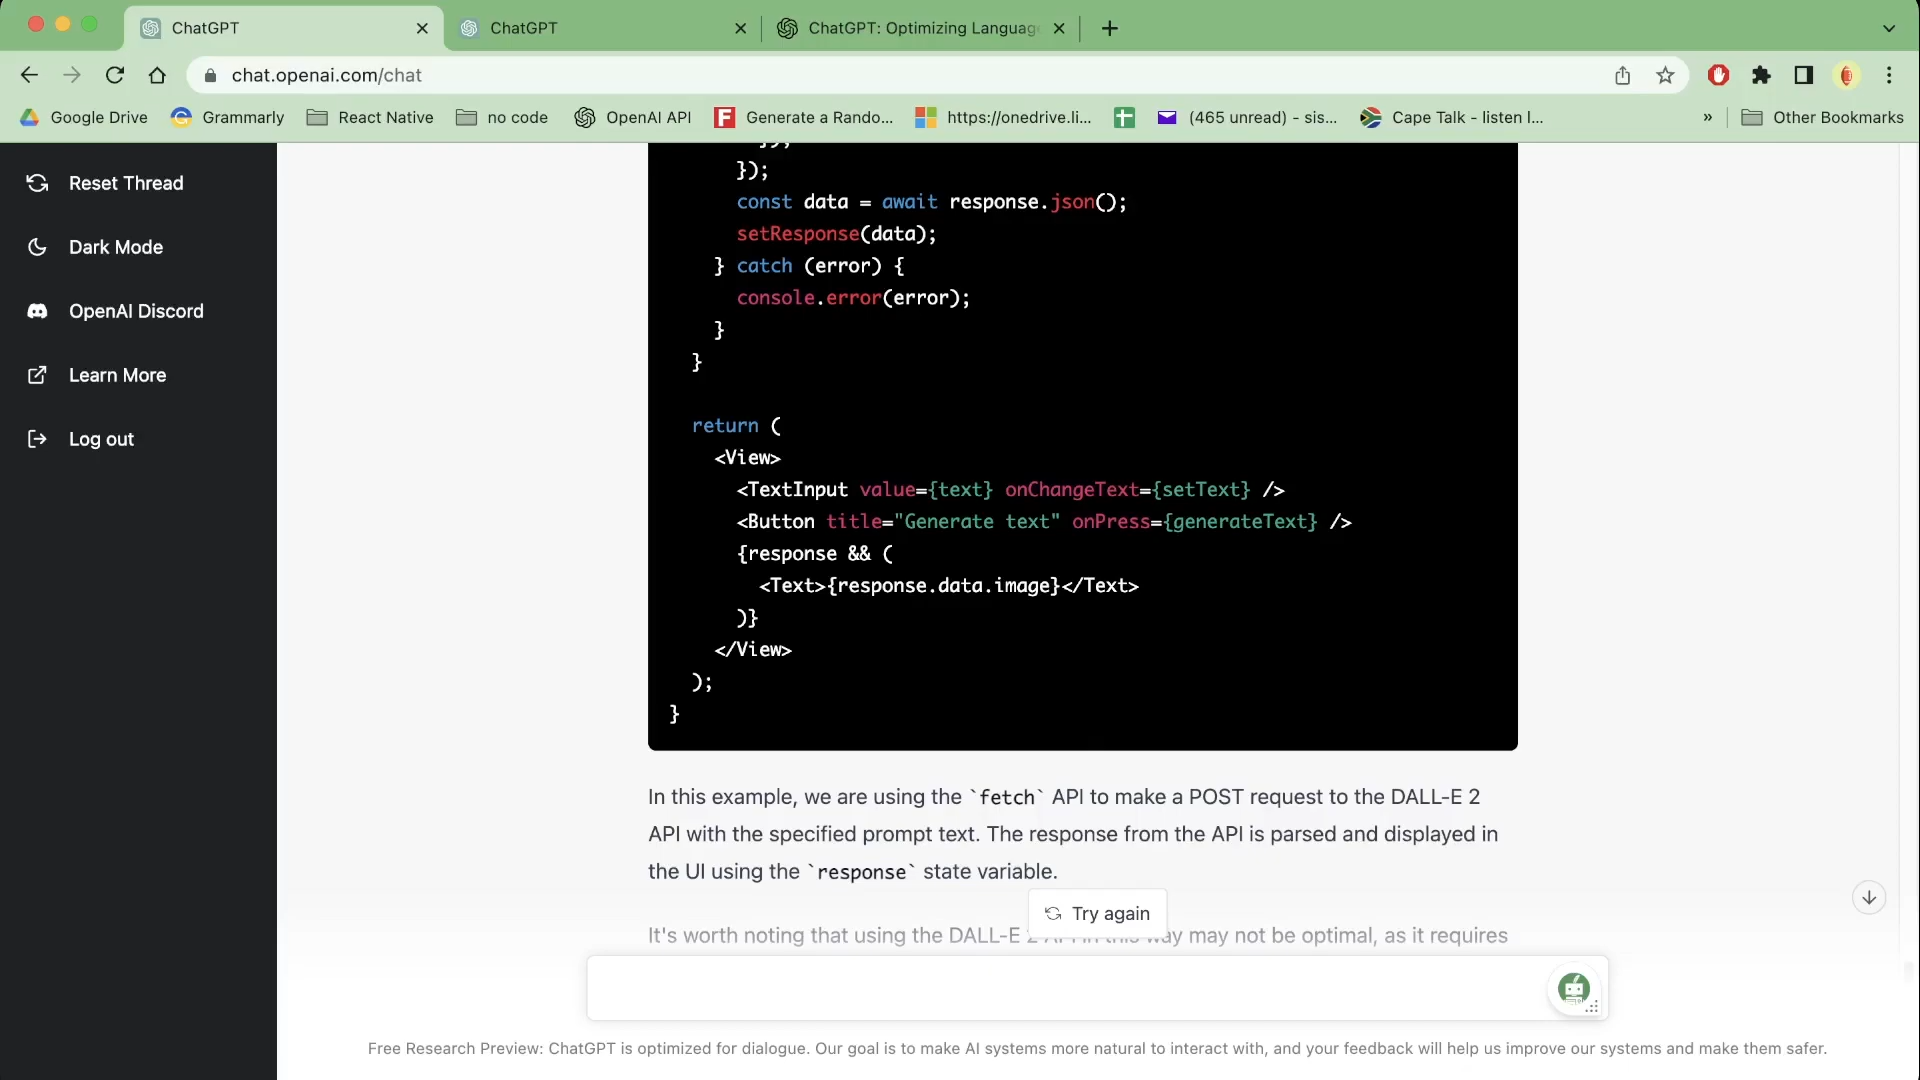 ChatGPT
ChatGPT
ChatGPT: Optimizing Languag
chat.openai.com/chat
Google Drive
Grammarly
React Native
no code
OpenAI API
Generate a Rando...
https://onedrive.li...
(465 unread) - sis...
Cape Talk - listen l...
»
Other Bookmarks
Reset Thread
Dark Mode
OpenAI Discord
Learn More
Log out
});
const data = await response.json();
setResponse(data);
} catch (error) {
console.error(error);
}
}
return (
<View>
<TextInput value={text} onChangeText={setText} />
<Button title="Generate text" onPress={generateText} />
{response && (
<Text>{response.data.image}</Text>
)}
</View>
);
}
In this example, we are using the `fetch` API to make a POST request to the DALL-E 2
API with the specified prompt text. The response from the API is parsed and displayed in
the UI using the `response` state variable.
Try again
It's worth noting that using the DALL-E 2 API in this way may not be optimal, as it requires
Free Research Preview: ChatGPT is optimized for dialogue. Our goal is to make AI systems more natural to interact with, and your feedback will help us improve our systems and make them safer.